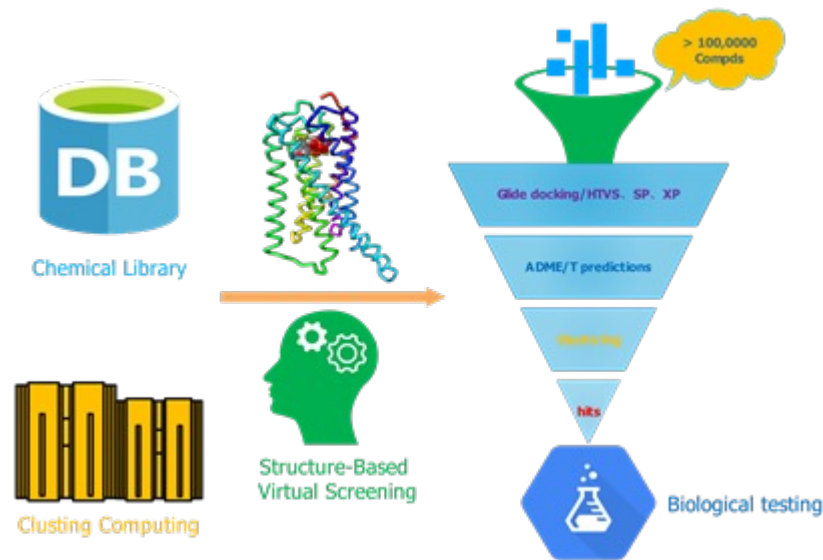 > 100,0000
Compds
DB
Chemical Library
Glide docking/HTVS、SP、XP
ADME/T predictions
hits
Structure-Based
Virtual Screening
Clusting Computing
Biological testing